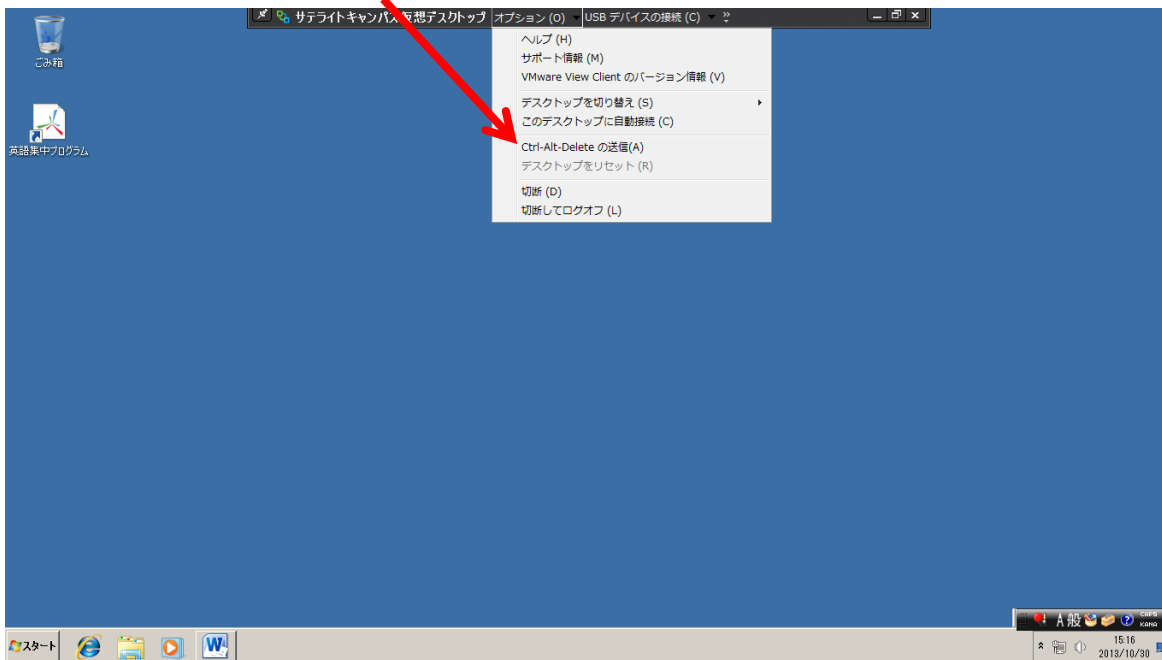 サテライトキャンパス仮想デスクトップ オプション (O) USB デバイスの接続 (C)
ごみ箱
英語集中プログラム
ヘルプ (H)
サポート情報 (M)
VMware View Client のバージョン情報 (V)
デスクトップを切り替え (S)
このデスクトップに自動接続 (C)
Ctrl-Alt-Delete の送信(A)
デスクトップをリセット (R)
切断 (D)
切断してログオフ (L)
A 般 CAPS
KANA
スタート
15:16
2013/10/30